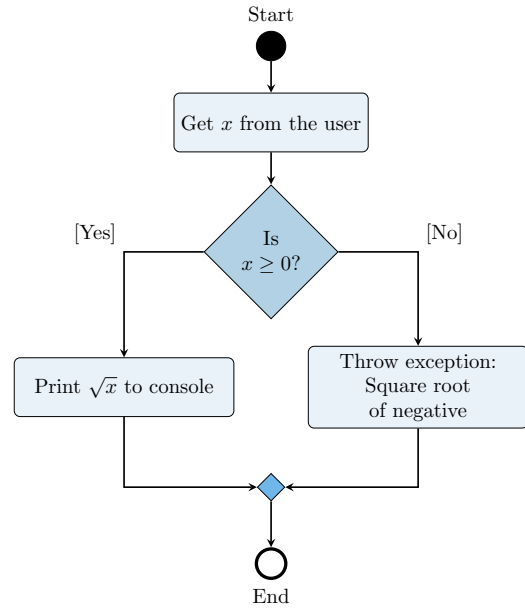 Start
Get x from the user
Is
x ≥ 0?
[Yes]
[No]
Print √x to console
Throw exception:
Square root
of negative
End